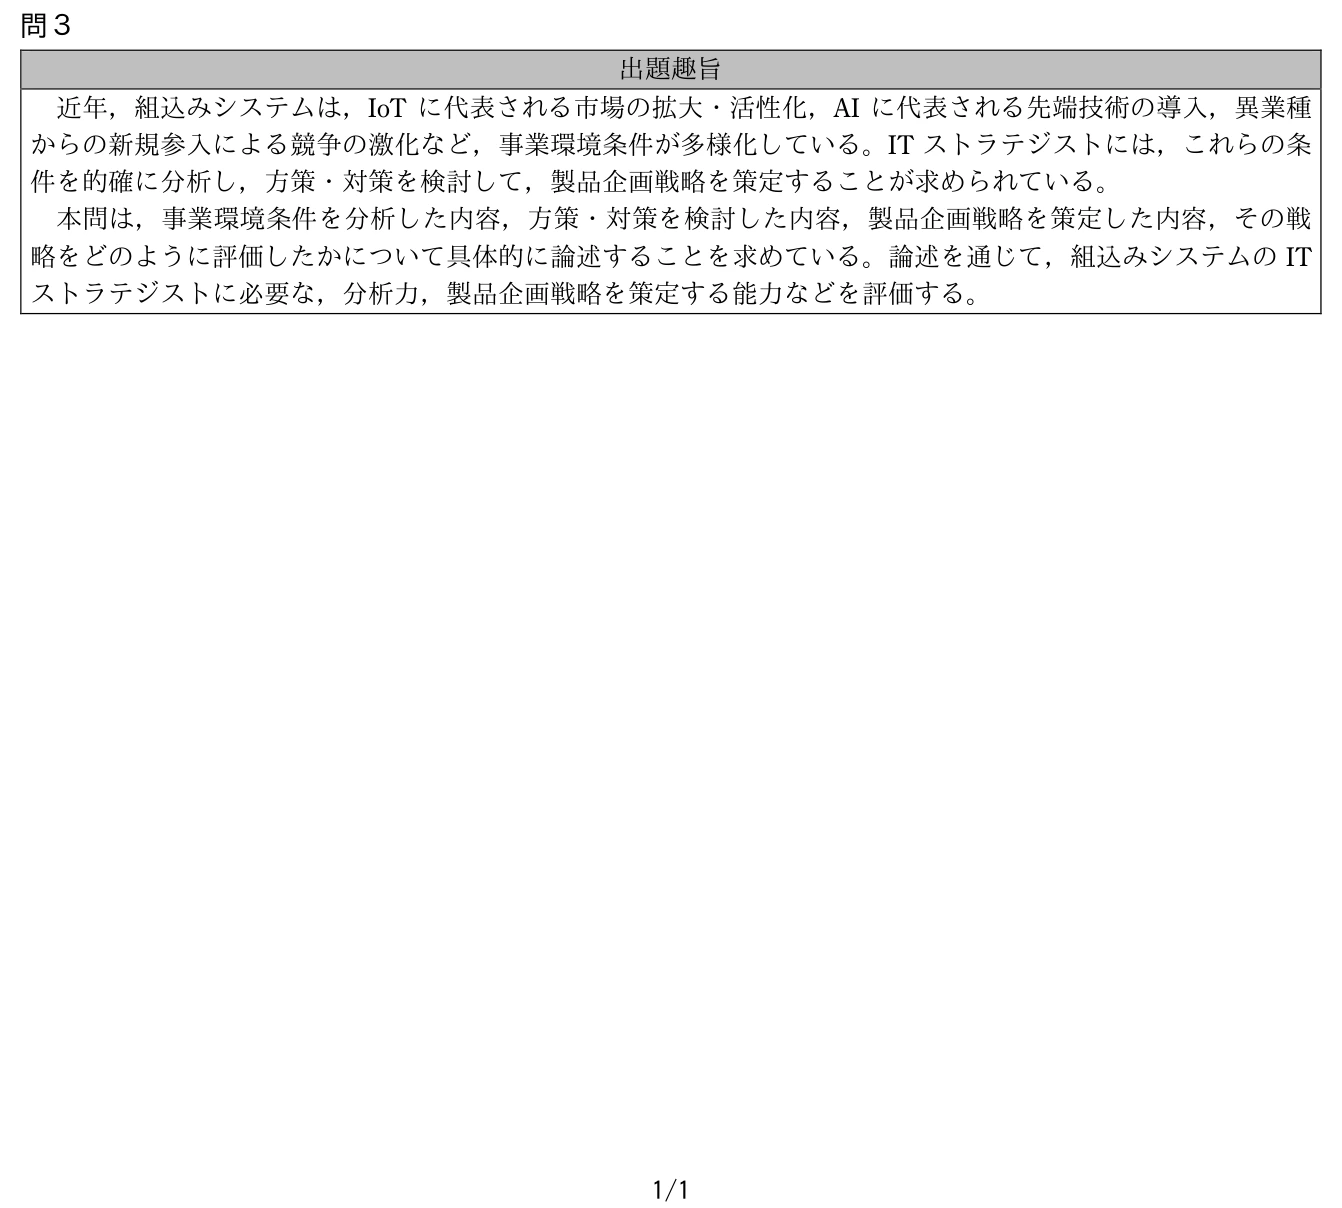 問３
出題趣旨
近年，組込みシステムは，IoT に代表される市場の拡大・活性化，AI に代表される先端技術の導入，異業種
からの新規参入による競争の激化など，事業環境条件が多様化している。IT ストラテジストには，これらの条
件を的確に分析し，方策・対策を検討して，製品企画戦略を策定することが求められている。
本問は，事業環境条件を分析した内容，方策・対策を検討した内容，製品企画戦略を策定した内容，その戦
略をどのように評価したかについて具体的に論述することを求めている。論述を通じて，組込みシステムの IT
ストラテジストに必要な，分析力，製品企画戦略を策定する能力などを評価する。
1/1